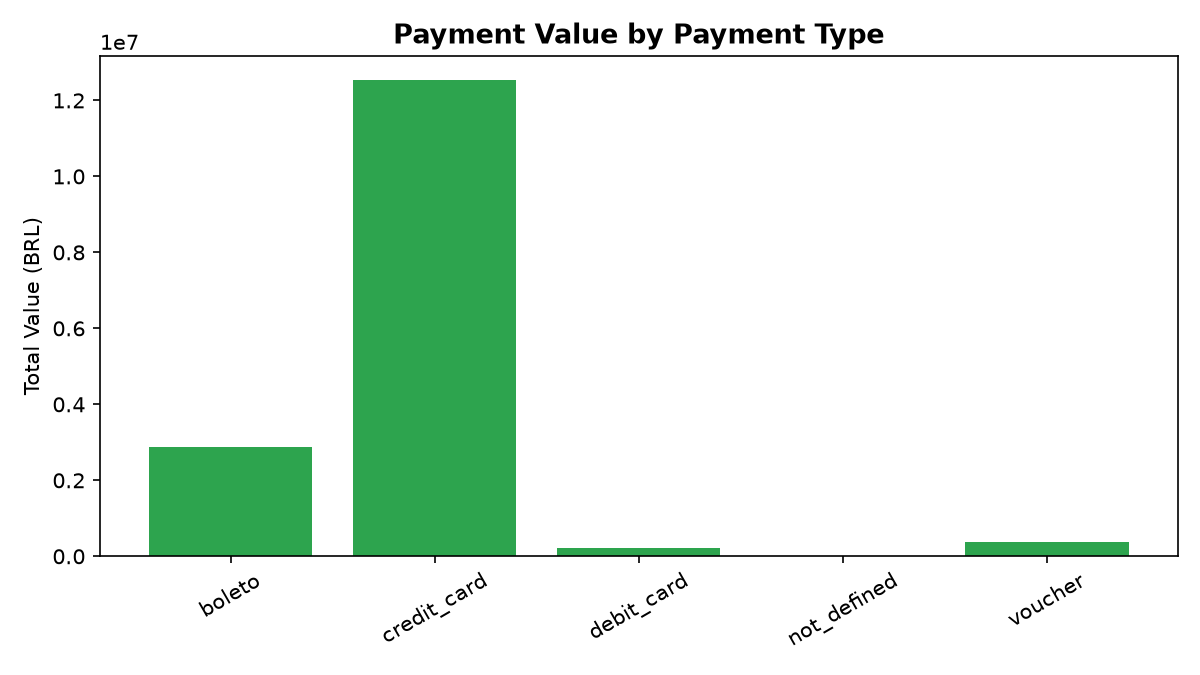 Payment Value by Payment Type
1e7
Total Value (BRL)
1.2
1.0
0.8
0.6
0.4
0.2
0.0
boleto
credit_card
debit_card
not_defined
voucher